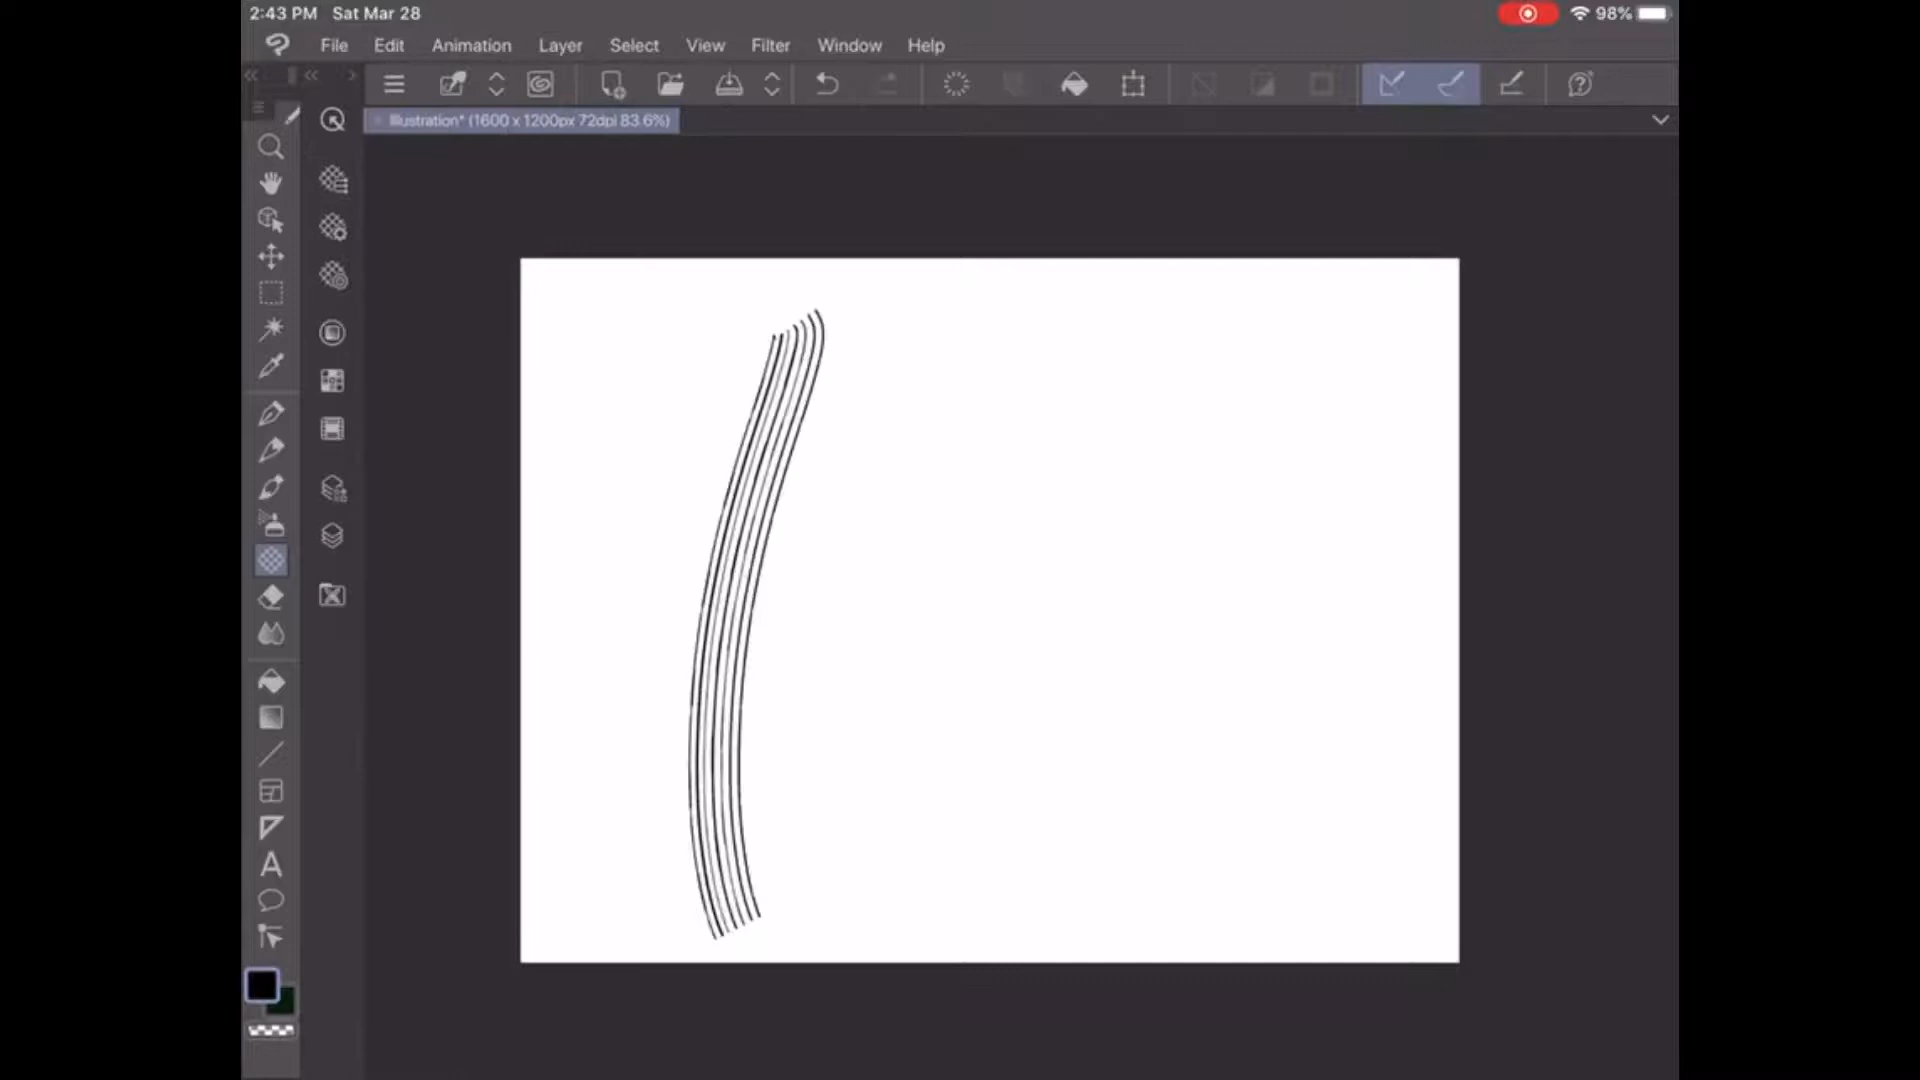 2:43 PM Sat Mar 28 98%
File Edit Animation Layer Select View Filter Window Help
Illustration* (1600 x 1200px 72dpi 83.6%)